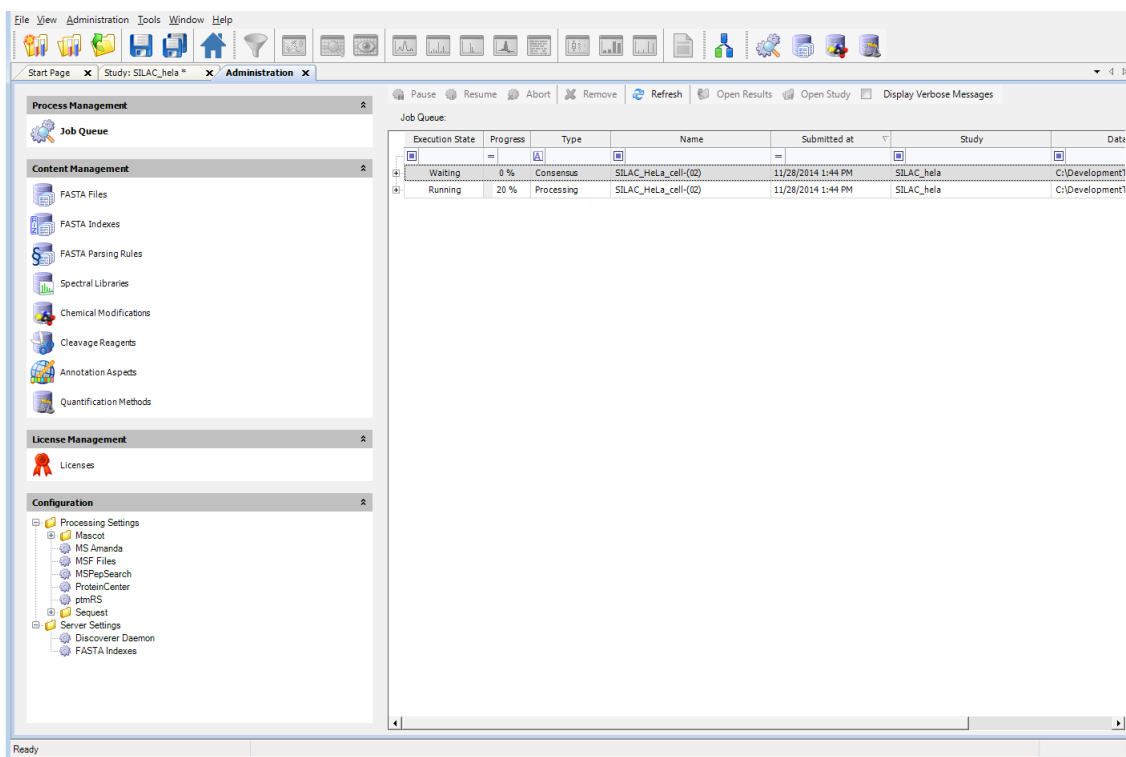 File View Administration Tools Window Help
Start Page Study: SILAC_hela * Administration
Process Management
Job Queue
Content Management
FASTA Files
FASTA Indexes
FASTA Parsing Rules
Spectral Libraries
Chemical Modifications
Cleavage Reagents
Annotation Aspects
Quantification Methods
License Management
Licenses
Configuration
Processing Settings
Mascot
MS Amanda
MSF Files
MSPepSearch
ProteinCenter
ptmRS
Sequest
Server Settings
Discoverer Daemon
FASTA Indexes
Pause Resume Abort Remove Refresh Open Results Open Study Display Verbose Messages
Job Queue:
Execution State Progress Type Name Submitted at Study Data
= A =
Waiting 0 % Consensus SILAC_HeLa_cell-(02) 11/28/2014 1:44 PM SILAC_hela C:\Development
Running 20 % Processing SILAC_HeLa_cell-(02) 11/28/2014 1:44 PM SILAC_hela C:\Development
Ready